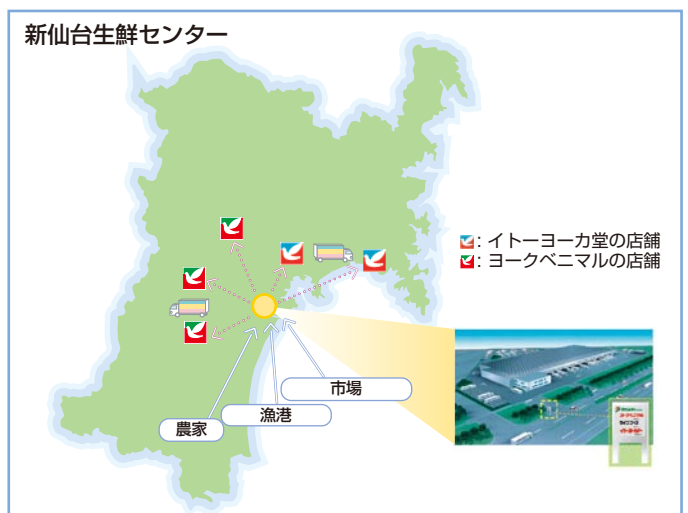 新仙台生鮮センター
: イトーヨーカ堂の店舗
: ヨークベニマルの店舗
市場
漁港
農家